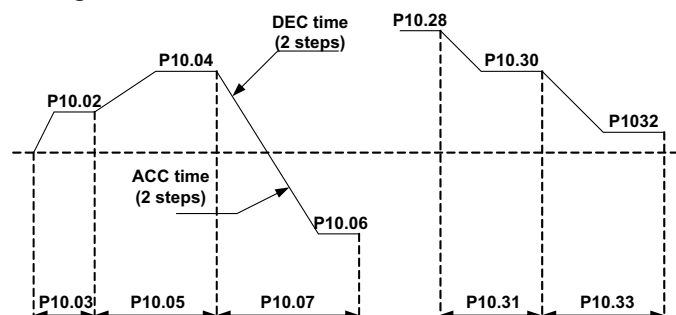 DEC time
(2 steps)
P10.28
P10.04
P10.30
P10.02
P1032
ACC time
(2 steps)
P10.06
P10.03
P10.05
P10.07
P10.31
P10.33